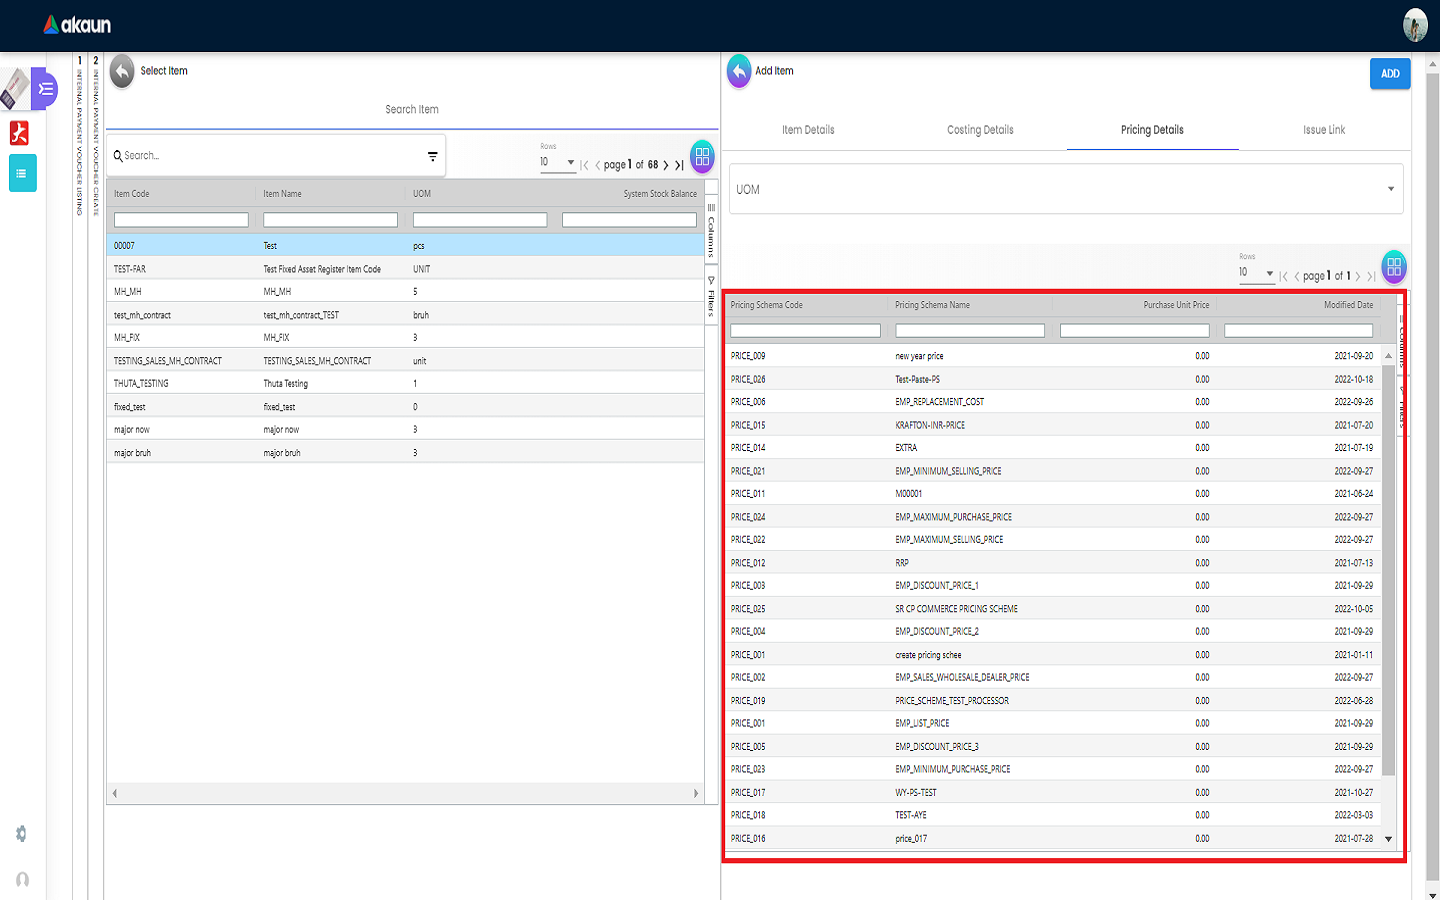 akaun
1 INTERNAL PAYMENT VOUCHER LISTING
2 INTERNAL PAYMENT VOUCHER CREATE
Select Item
Search Item
Search...
Rows
10
page 1 of 68
Item Code Item Name UOM System Stock Balance
00007 Test pcs
TEST-FAR Test Fixed Asset Register Item Code UNIT
MH_MH MH_MH 5
test_mh_contract test_mh_contract_TEST bruh
MH_FIX MH_FIX 3
TESTING_SALES_MH_CONTRACT TESTING_SALES_MH_CONTRACT unit
THUTA_TESTING Thuta Testing 1
fixed_test fixed_test 0
major now major now 3
major bruh major bruh 3
Columns
Filters
Add Item
ADD
Item Details Costing Details Pricing Details Issue Link
UOM
Rows
10
page 1 of 1
Pricing Schema Code Pricing Schema Name Purchase Unit Price Modified Date
PRICE_009 new year price 0.00 2021-09-20
PRICE_026 Test-Paste-PS 0.00 2022-10-18
PRICE_006 EMP_REPLACEMENT_COST 0.00 2022-09-26
PRICE_015 KRAFTON-INR-PRICE 0.00 2021-07-20
PRICE_014 EXTRA 0.00 2021-07-19
PRICE_021 EMP_MINIMUM_SELLING_PRICE 0.00 2022-09-27
PRICE_011 M00001 0.00 2021-06-24
PRICE_024 EMP_MAXIMUM_PURCHASE_PRICE 0.00 2022-09-27
PRICE_022 EMP_MAXIMUM_SELLING_PRICE 0.00 2022-09-27
PRICE_012 RRP 0.00 2021-07-13
PRICE_003 EMP_DISCOUNT_PRICE_1 0.00 2021-09-29
PRICE_025 SR CP COMMERCE PRICING SCHEME 0.00 2022-10-05
PRICE_004 EMP_DISCOUNT_PRICE_2 0.00 2021-09-29
PRICE_001 create pricing schee 0.00 2021-01-11
PRICE_002 EMP_SALES_WHOLESALE_DEALER_PRICE 0.00 2022-09-27
PRICE_019 PRICE_SCHEME_TEST_PROCESSOR 0.00 2022-06-28
PRICE_001 EMP_LIST_PRICE 0.00 2021-09-29
PRICE_005 EMP_DISCOUNT_PRICE_3 0.00 2021-09-29
PRICE_023 EMP_MINIMUM_PURCHASE_PRICE 0.00 2022-09-27
PRICE_017 WY-PS-TEST 0.00 2021-10-27
PRICE_018 TEST-AYE 0.00 2022-03-03
PRICE_016 price_017 0.00 2021-07-28